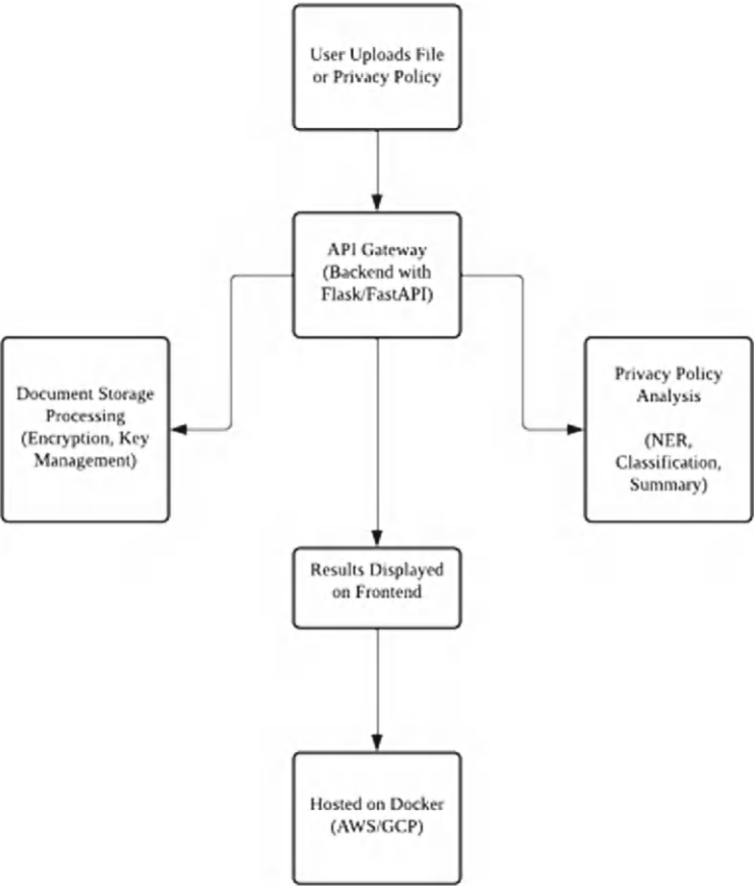 User Uploads File
or Privacy Policy
API Gateway
(Backend with
Flask/FastAPI)
Document Storage
Processing
(Encryption, Key
Management)
Privacy Policy
Analysis
(NER,
Classification,
Summary)
Results Displayed
on Frontend
Hosted on Docker
(AWS/GCP)